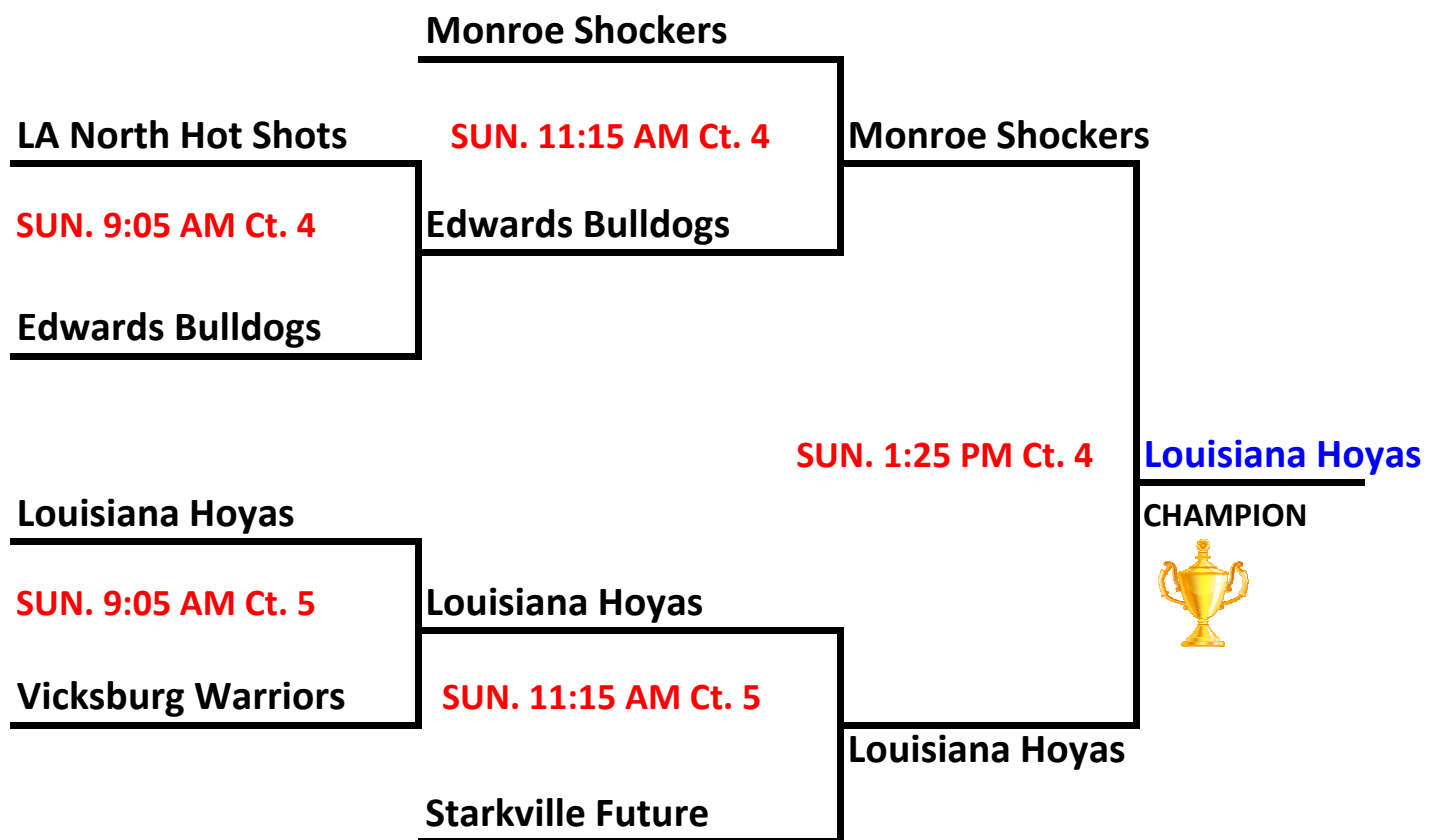 Monroe Shockers
LA North Hot Shots
SUN. 11:15 AM Ct. 4
Monroe Shockers
SUN. 9:05 AM Ct. 4
Edwards Bulldogs
Edwards Bulldogs
SUN. 1:25 PM Ct. 4
Louisiana Hoyas
Louisiana Hoyas
CHAMPION
SUN. 9:05 AM Ct. 5
Louisiana Hoyas
Vicksburg Warriors
SUN. 11:15 AM Ct. 5
Louisiana Hoyas
Starkville Future